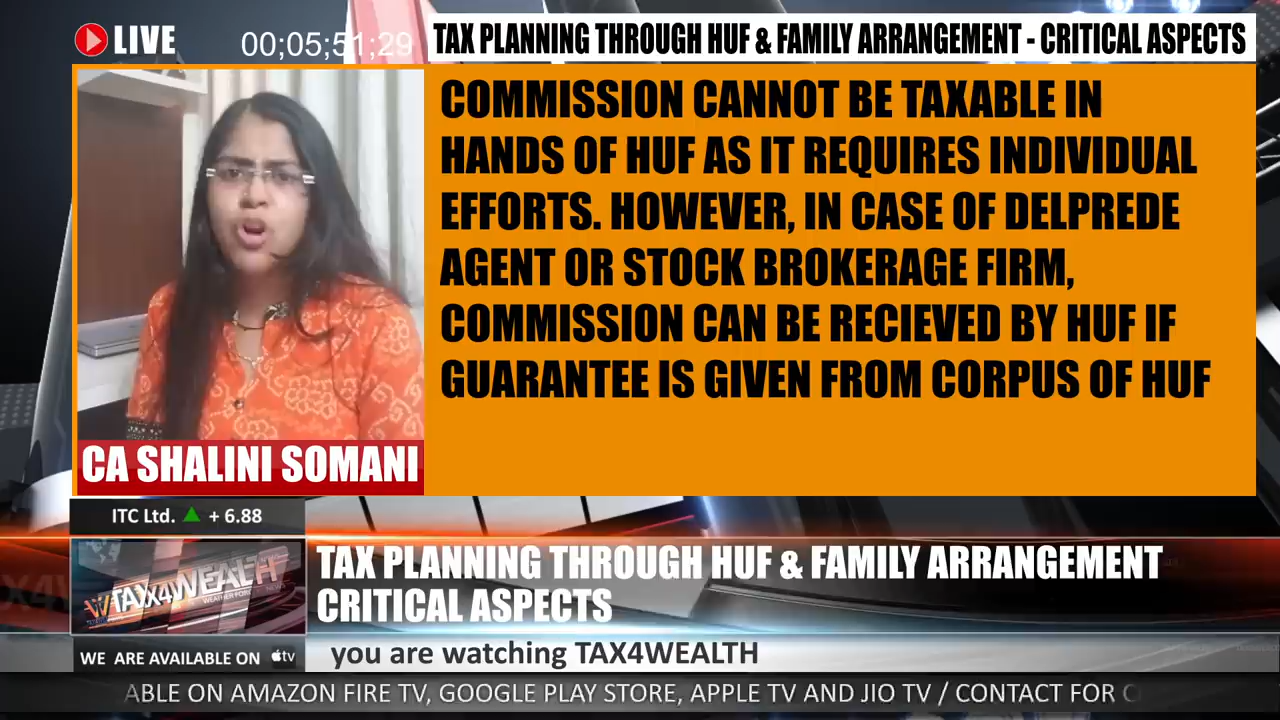 LIVE
00;05;51;29
TAX PLANNING THROUGH HUF & FAMILY ARRANGEMENT - CRITICAL ASPECTS
COMMISSION CANNOT BE TAXABLE IN
HANDS OF HUF AS IT REQUIRES INDIVIDUAL
EFFORTS. HOWEVER, IN CASE OF DELPREDE
AGENT OR STOCK BROKERAGE FIRM,
COMMISSION CAN BE RECIEVED BY HUF IF
GUARANTEE IS GIVEN FROM CORPUS OF HUF
CA SHALINI SOMANI
ITC Ltd. ▲ + 6.88
TAX4WEALTH
TAX PLANNING THROUGH HUF & FAMILY ARRANGEMENT
CRITICAL ASPECTS
WE ARE AVAILABLE ON tv
you are watching TAX4WEALTH
ABLE ON AMAZON FIRE TV, GOOGLE PLAY STORE, APPLE TV AND JIO TV / CONTACT FOR